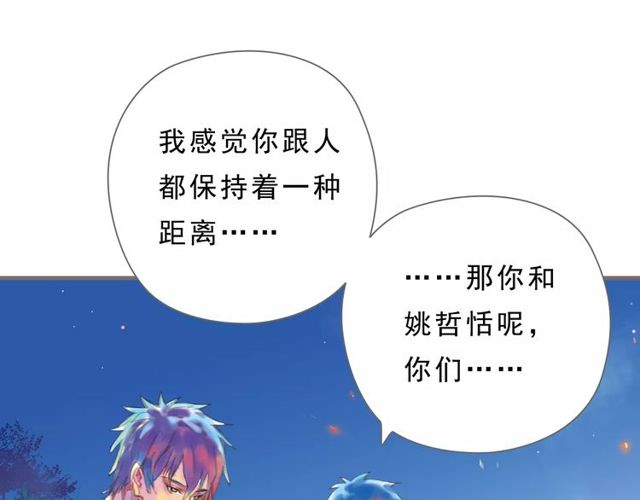 我感觉你跟人
都保持着一种
距离……
……那你和
姚哲恬呢，
你们……